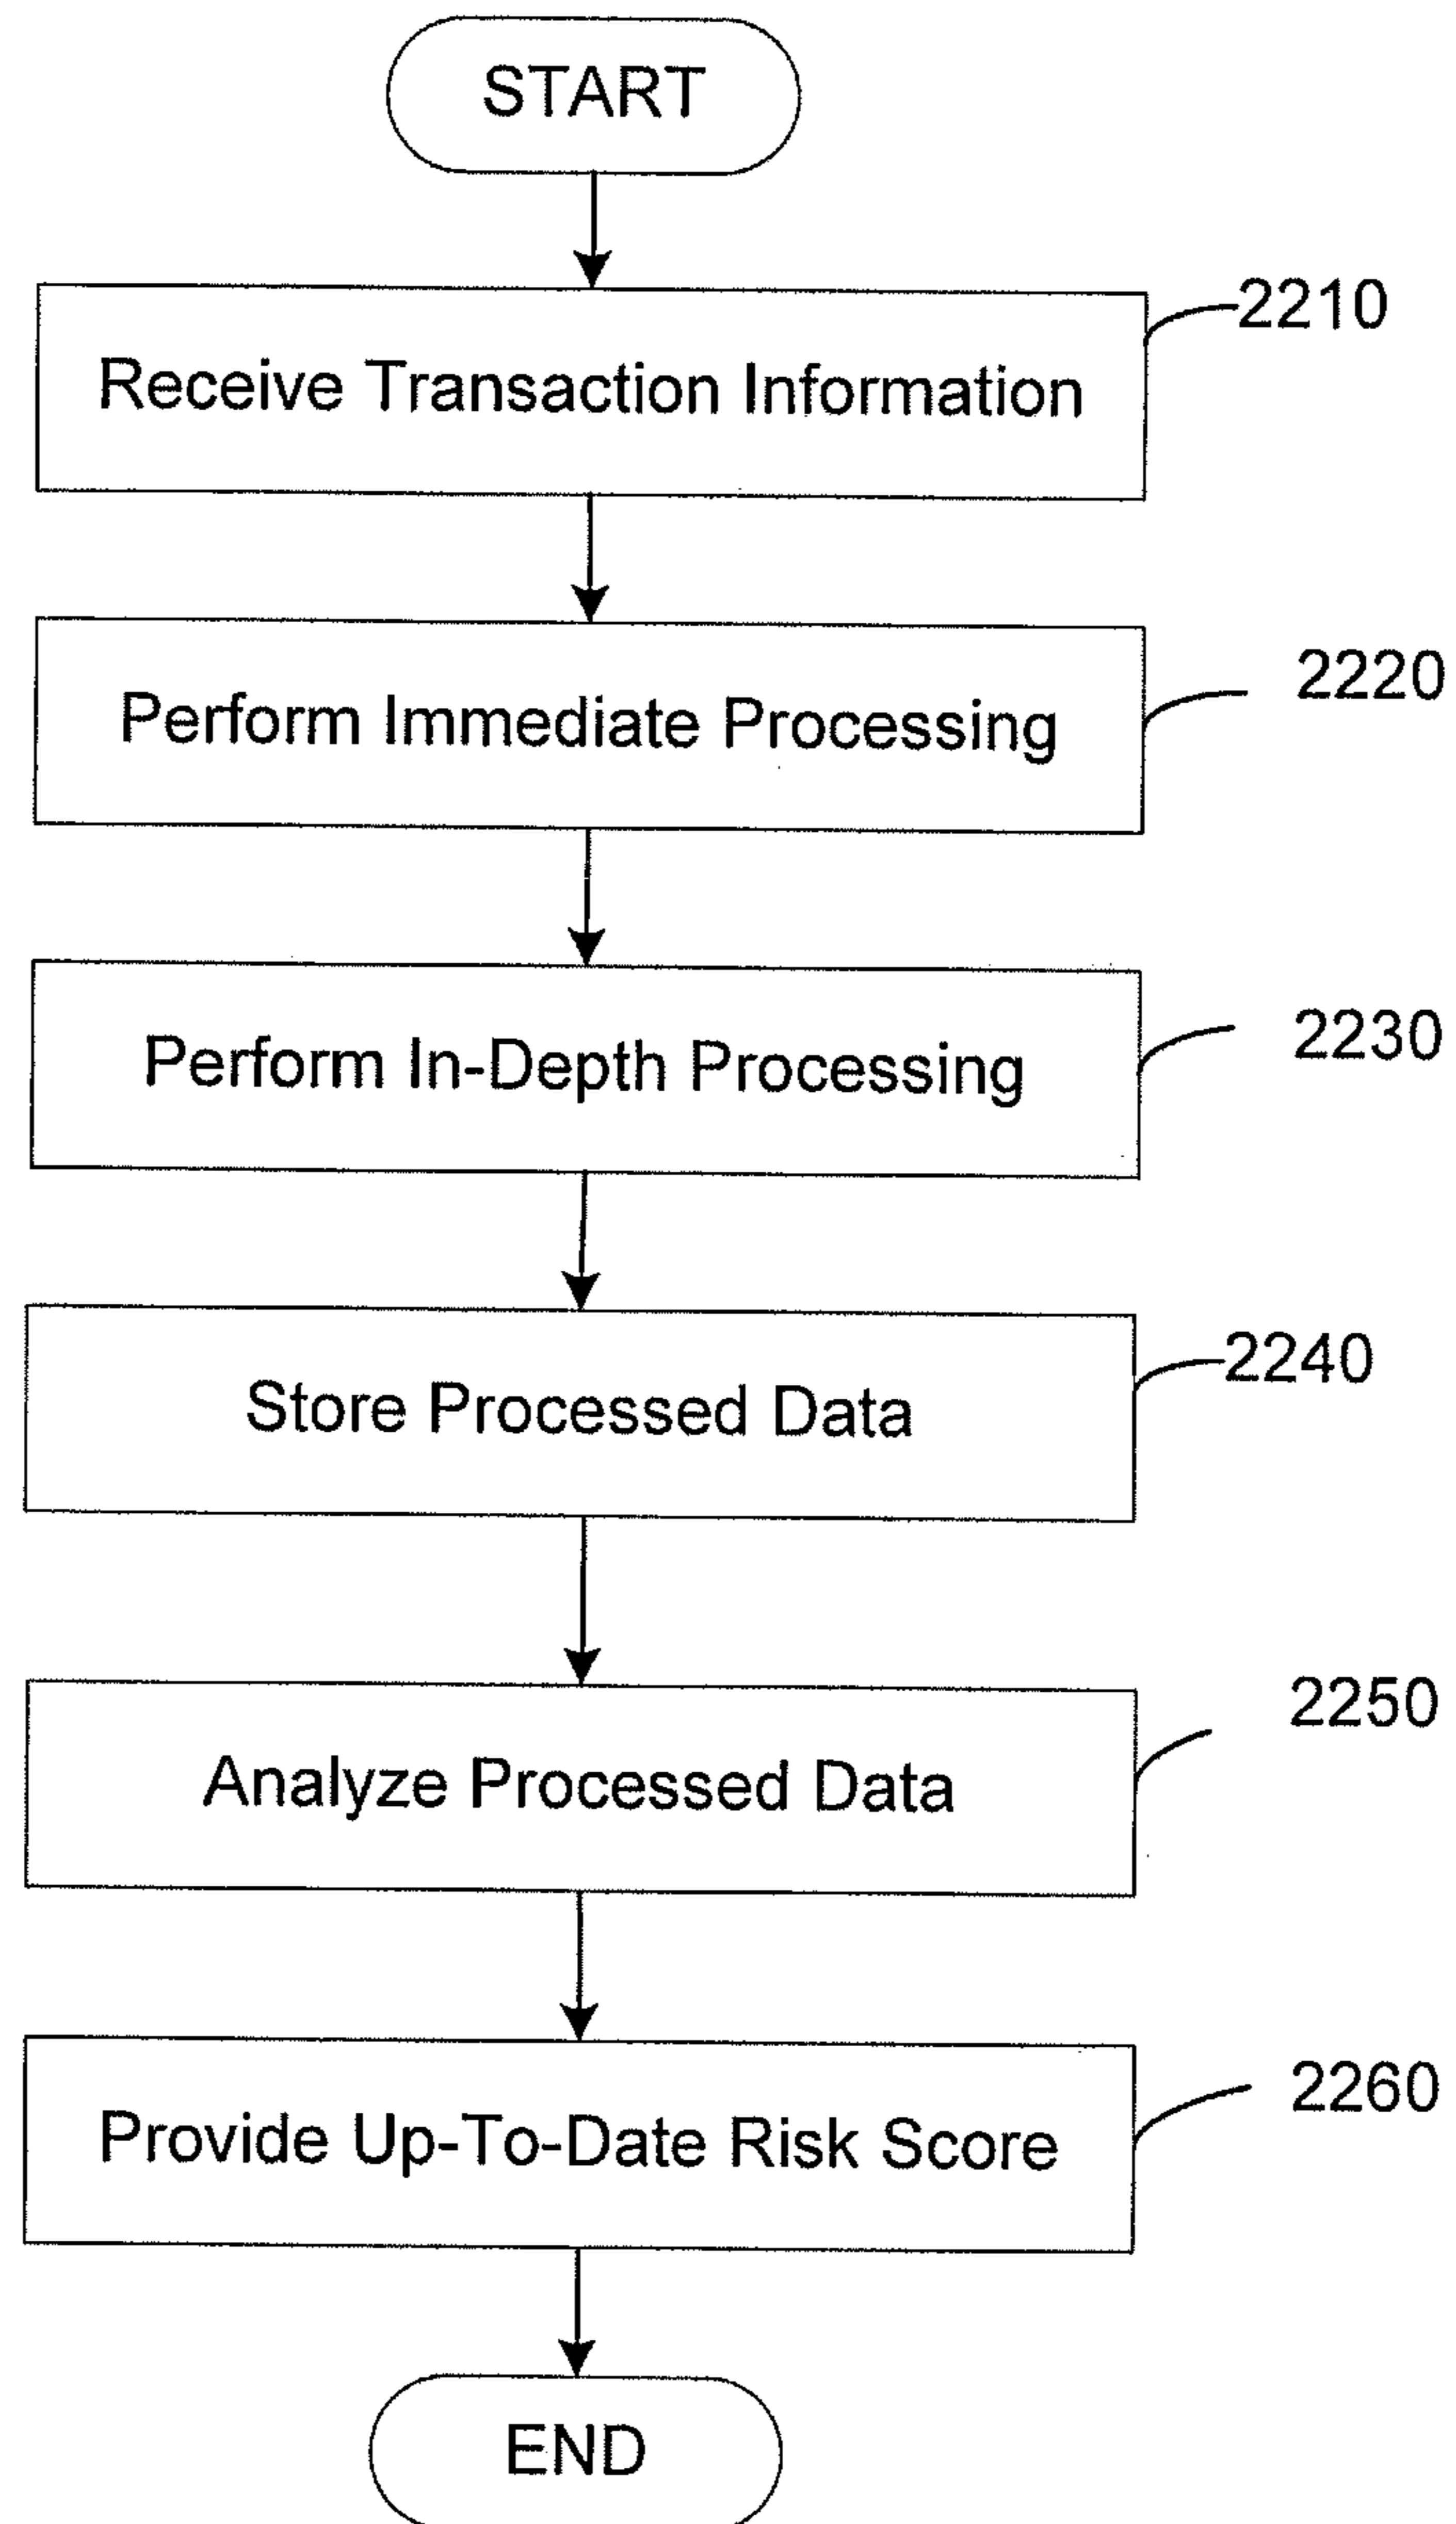 START
Receive Transaction Information
2210
Perform Immediate Processing
2220
Perform In-Depth Processing
2230
Store Processed Data
2240
Analyze Processed Data
2250
Provide Up-To-Date Risk Score
2260
END